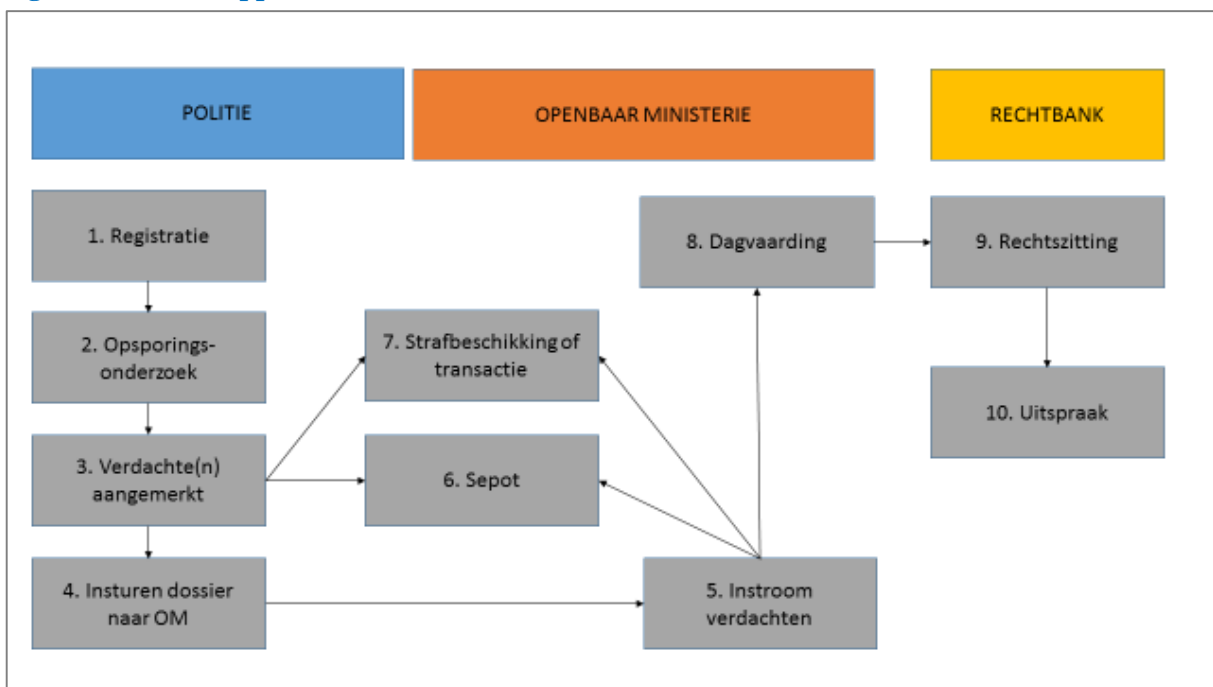 POLITIE
OPENBAAR MINISTERIE
RECHTBANK
1. Registratie
2. Opsporings-
onderzoek
3. Verdachte(n)
aangemerkt
4. Insturen dossier
naar OM
5. Instroom
verdachten
6. Sepot
7. Strafbeschikking of
transactie
8. Dagvaarding
9. Rechtszitting
10. Uitspraak